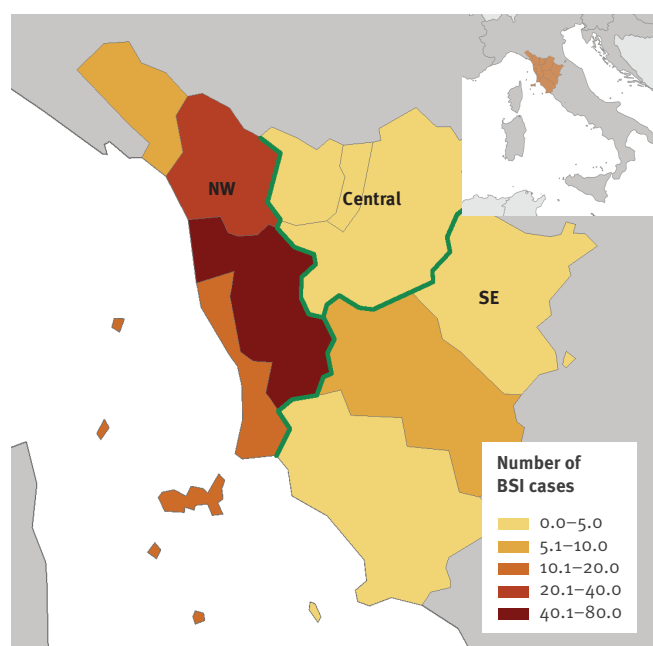 NW
Central
SE
Number of
BSI cases
0.0–5.0
5.1–10.0
10.1–20.0
20.1–40.0
40.1–80.0